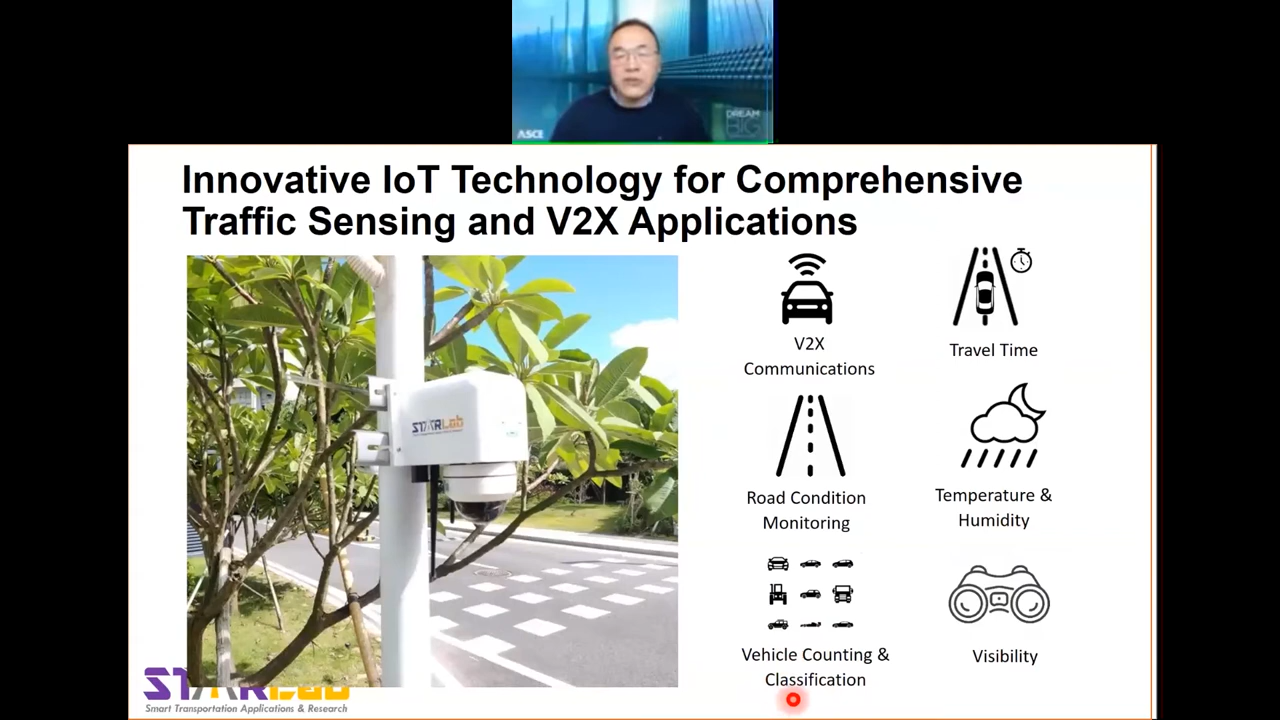 ASCE
DREAM
BIG
Innovative IoT Technology for Comprehensive
Traffic Sensing and V2X Applications
STARLab
V2X
Communications
Travel Time
Road Condition
Monitoring
Temperature &
Humidity
Vehicle Counting &
Classification
Visibility
STARLab
Smart Transportation Applications & Research